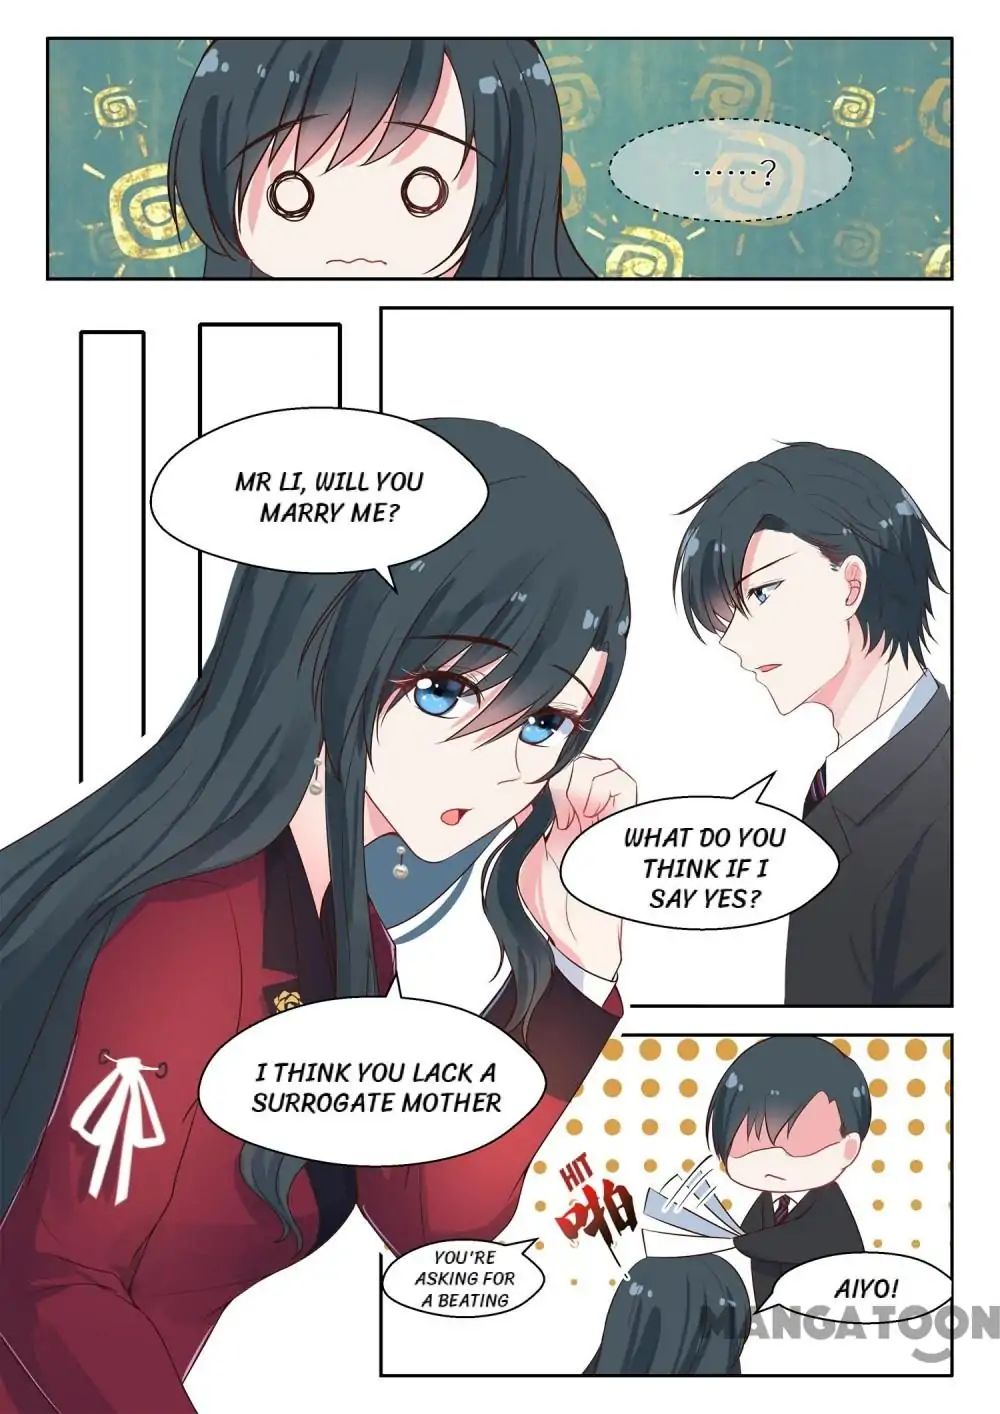 ......?
MR LI, WILL YOU
MARRY ME?
WHAT DO YOU
THINK IF I
SAY YES?
I THINK YOU LACK A
SURROGATE MOTHER
HIT
啪
YOU'RE
ASKING FOR
A BEATING
AIYO!
MANGATOON